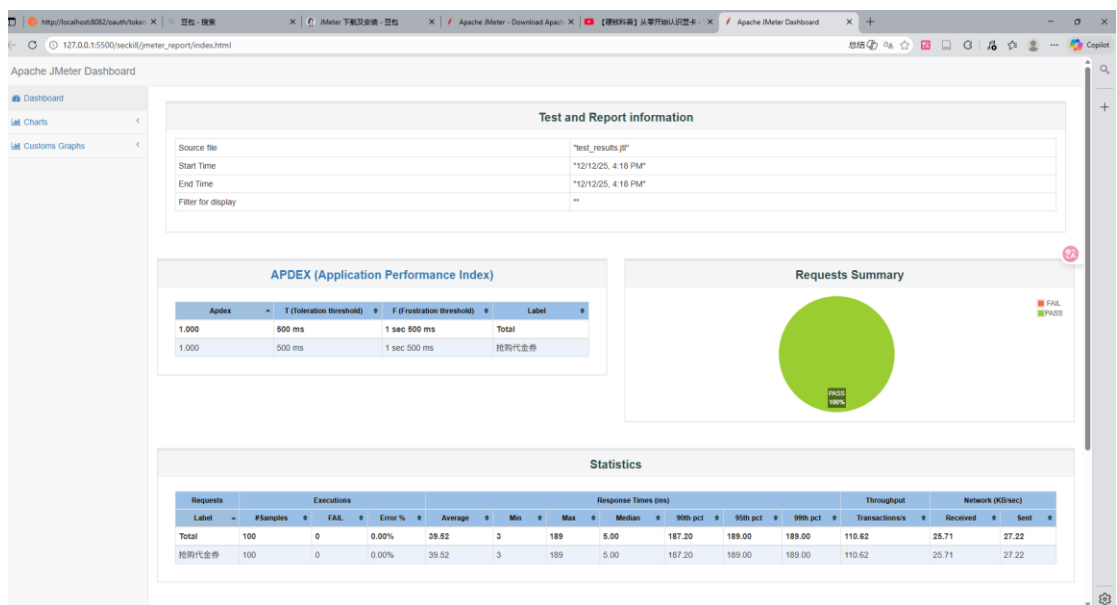 http://localhost:8082/oauth/token
豆包 - 搜索
JMeter 下载及安装 - 豆包
Apache JMeter - Download Apach
【硬核科普】从零开始认识显卡 -
Apache JMeter Dashboard
127.0.0.1:5500/seckill/jmeter_report/index.html
总结
Copilot
Apache JMeter Dashboard
Dashboard
Charts
Customs Graphs
Test and Report information
Source file "test_results.jtl"
Start Time "12/12/25, 4:18 PM"
End Time "12/12/25, 4:18 PM"
Filter for display ""
APDEX (Application Performance Index)
Apdex T (Toleration threshold) F (Frustration threshold) Label
1.000 500 ms 1 sec 500 ms Total
1.000 500 ms 1 sec 500 ms 抢购代金券
Requests Summary
FAIL
PASS
PASS
100%
Statistics
Requests Executions Response Times (ms) Throughput Network (KB/sec)
Label #Samples FAIL Error % Average Min Max Median 90th pct 95th pct 99th pct Transactions/s Received Sent
Total 100 0 0.00% 39.52 3 189 5.00 187.20 189.00 189.00 110.62 25.71 27.22
抢购代金券 100 0 0.00% 39.52 3 189 5.00 187.20 189.00 189.00 110.62 25.71 27.22